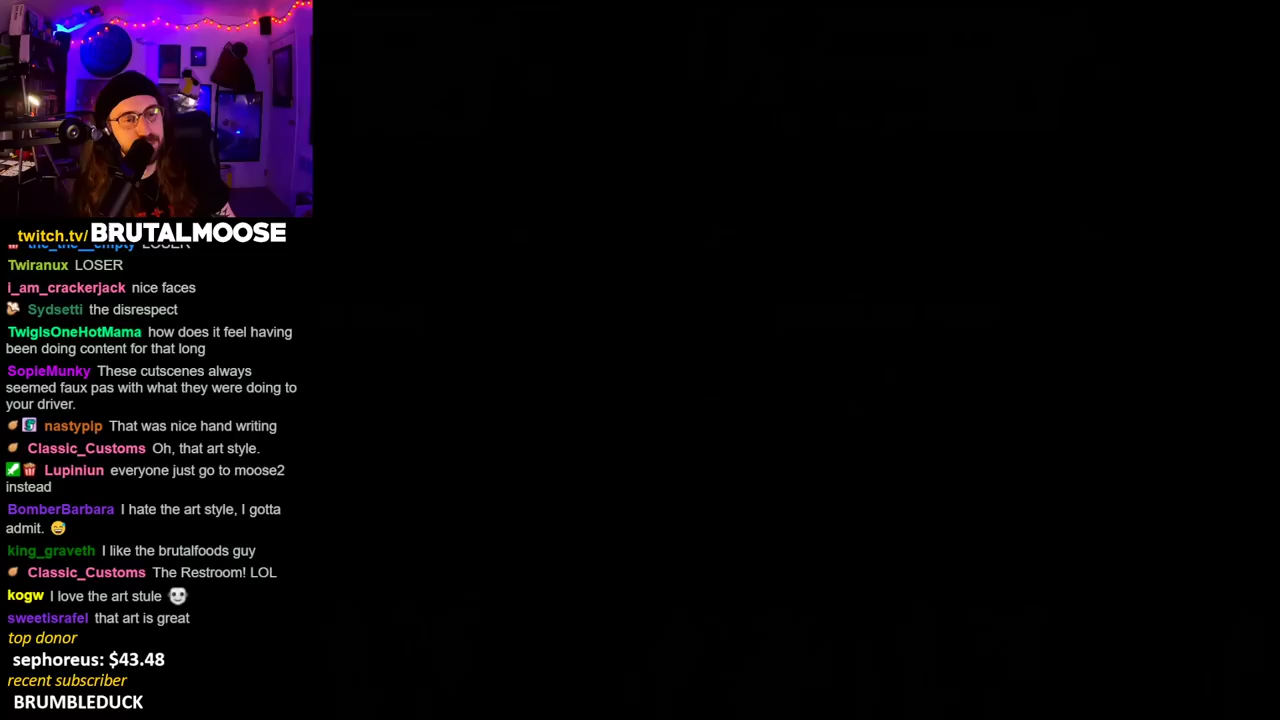 twitch.tv/BRUTALMOOSE
the_the__empty LOSER
Twiranux LOSER
i_am_crackerjack nice faces
Sydsetti the disrespect
TwigIsOneHotMama how does it feel having
been doing content for that long
SopieMunky These cutscenes always
seemed faux pas with what they were doing to
your driver.
nastypip That was nice hand writing
Classic_Customs Oh, that art style.
Lupiniun everyone just go to moose2
instead
BomberBarbara I hate the art style, I gotta
admit.
king_graveth I like the brutalfoods guy
Classic_Customs The Restroom! LOL
kogw I love the art stule
sweetisrafel that art is great
top donor
sephoreus: $43.48
recent subscriber
BRUMBLEDUCK